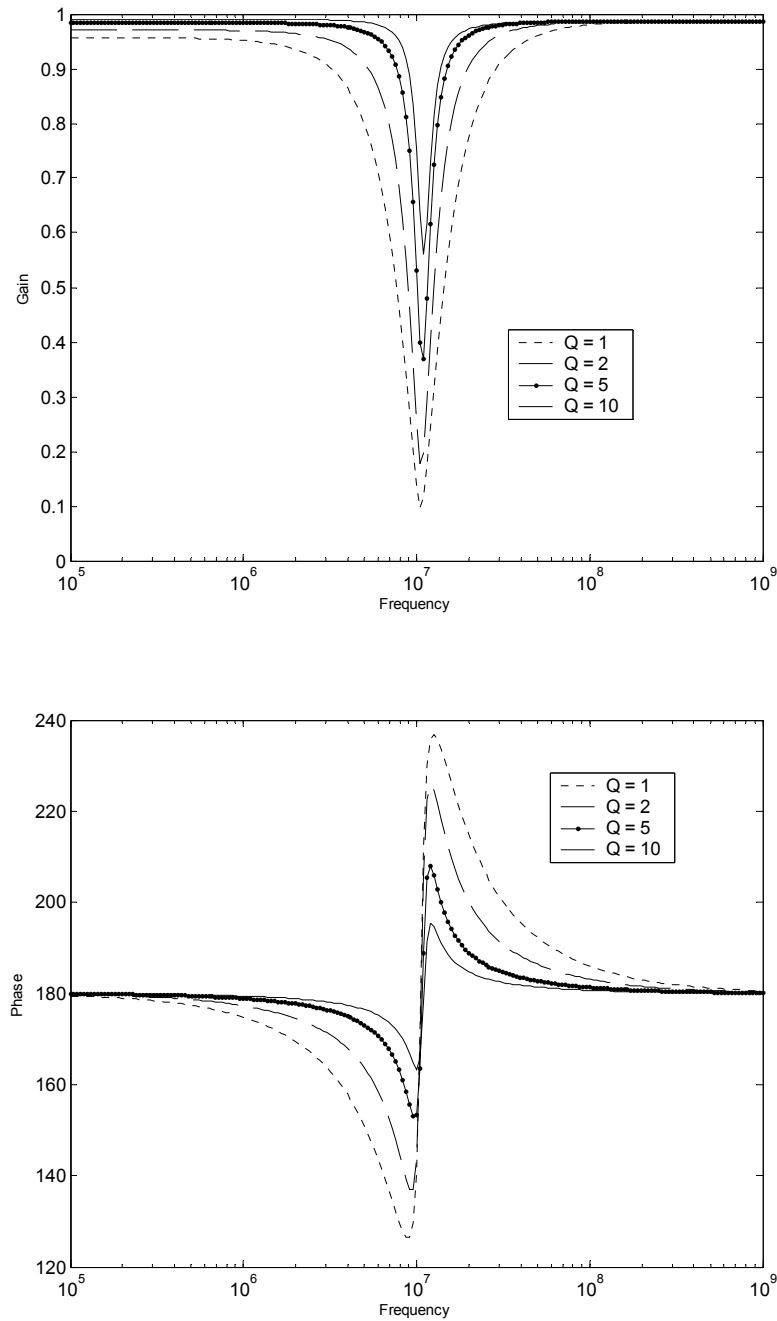 1
0.9
0.8
0.7
0.6
0.5
0.4
0.3
0.2
0.1
0
Gain
Q = 1
Q = 2
Q = 5
Q = 10
10^5
10^6
10^7
10^8
10^9
Frequency
240
220
200
180
160
140
120
Phase
Q = 1
Q = 2
Q = 5
Q = 10
10^5
10^6
10^7
10^8
10^9
Frequency